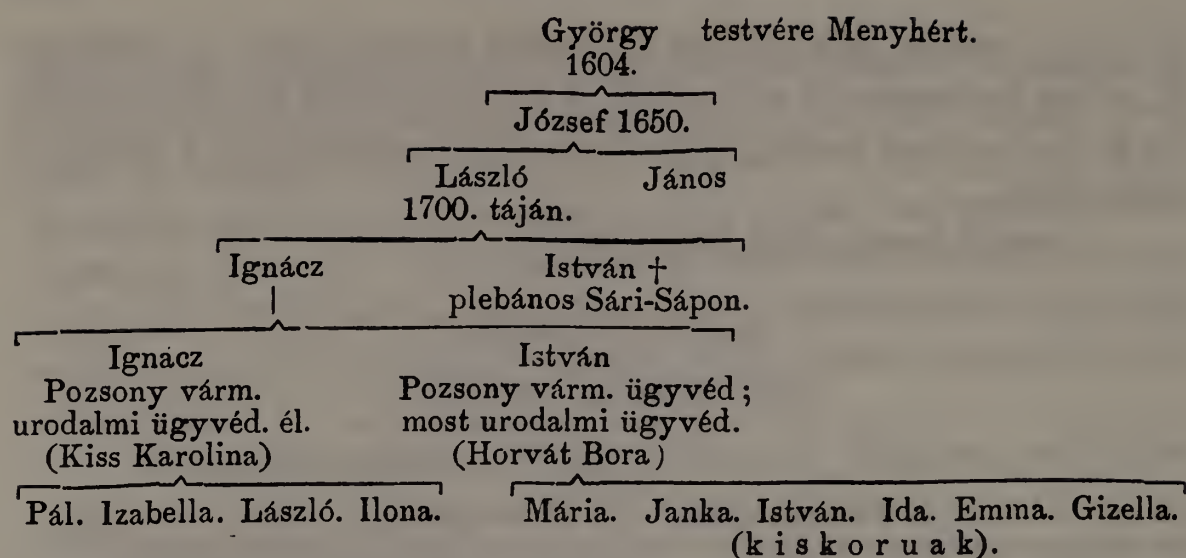 György testvére Menyhért.
1604.
József 1650.
László János
1700. táján.
Ignácz István †
plebános Sári-Sápon.
Ignácz István
Pozsony várm. Pozsony várm. ügyvéd;
urodalmi ügyvéd. él. most urodalmi ügyvéd.
(Kiss Karolina) (Horvát Bora)
Pál. Izabella. László. Ilona. Mária. Janka. István. Ida. Emma. Gizella.
(kiskoruak).